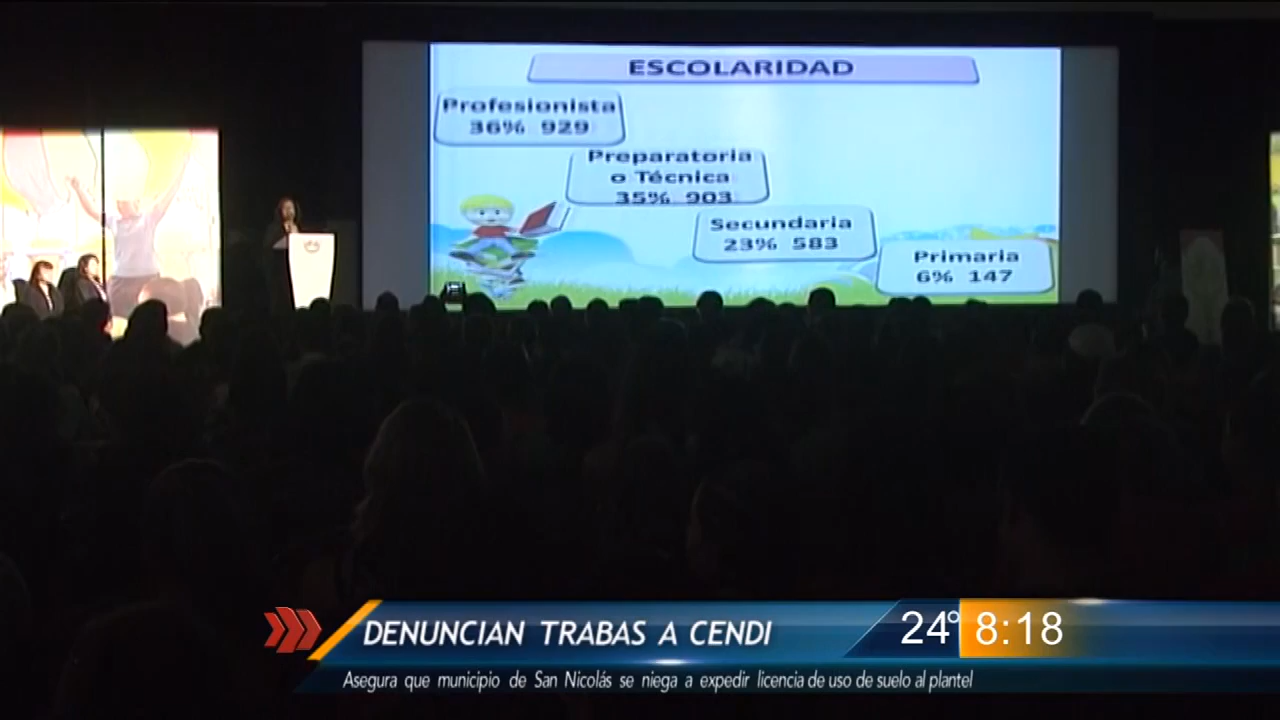 ESCOLARIDAD
Profesionista
36% 929
Preparatoria
o Técnica
35% 903
Secundaria
23% 583
Primaria
6% 147
DENUNCIAN TRABAS A CENDI
24° 8:18
Asegura que municipio de San Nicolás se niega a expedir licencia de uso de suelo al plantel